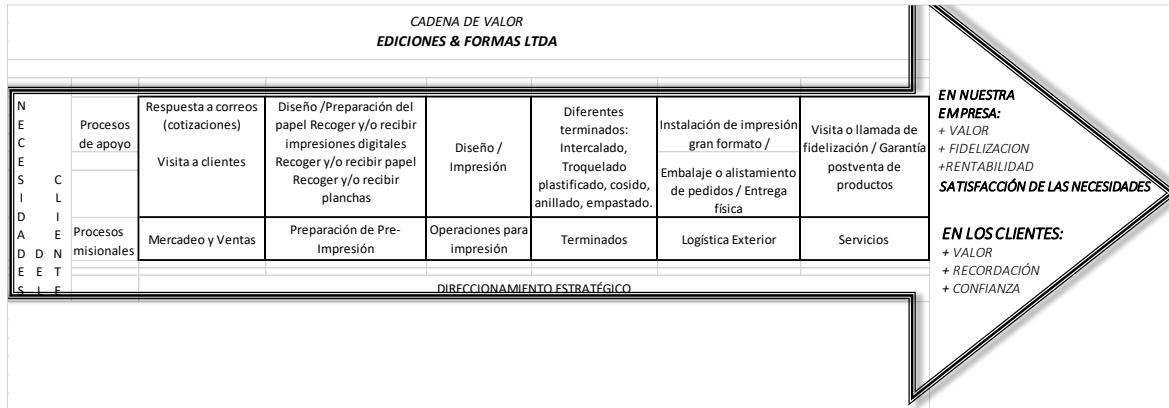 CADENA DE VALOR
EDICIONES & FORMAS LTDA
NECESIDADES
DEL
CLIENTE
Procesos
de apoyo
Respuesta a correos
(cotizaciones)
Visita a clientes
Diseño /Preparación del
papel Recoger y/o recibir
impresiones digitales
Recoger y/o recibir papel
Recoger y/o recibir
planchas
Diseño /
Impresión
Diferentes
terminados:
Intercalado,
Troquelado
plastificado, cosido,
anillado, empastado.
Instalación de impresión
gran formato /
Embalaje o alistamiento
de pedidos / Entrega
física
Visita o llamada de
fidelización / Garantía
postventa de
productos
Procesos
misionales
Mercadeo y Ventas
Preparación de Pre-
Impresión
Operaciones para
impresión
Terminados
Logística Exterior
Servicios
DIRECCIONAMIENTO ESTRATÉGICO
EN NUESTRA
EMPRESA:
+ VALOR
+ FIDELIZACION
+RENTABILIDAD
SATISFACCIÓN DE LAS NECESIDADES
EN LOS CLIENTES:
+ VALOR
+ RECORDACIÓN
+ CONFIANZA